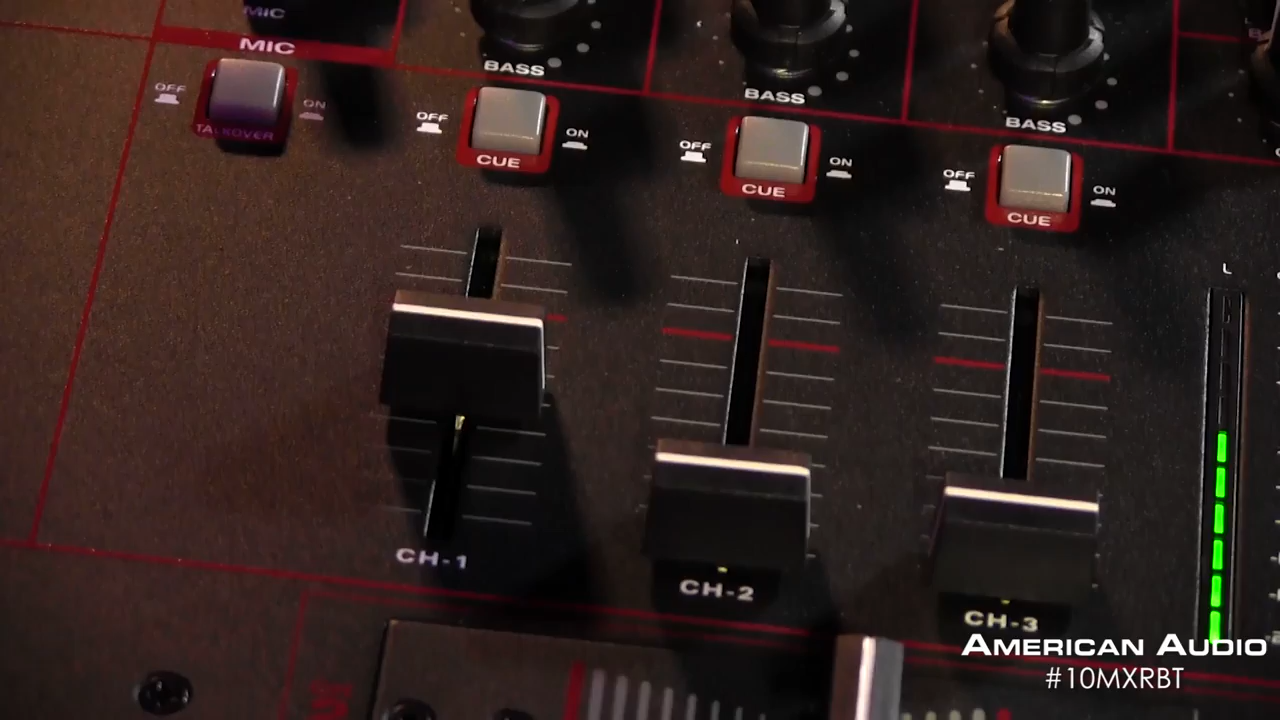 MIC
MIC
OFF
ON
TALKOVER
BASS
OFF
ON
CUE
BASS
OFF
ON
CUE
BASS
OFF
ON
CUE
L
CH-1
CH-2
CH-3
AMERICAN AUDIO
#10MXRBT